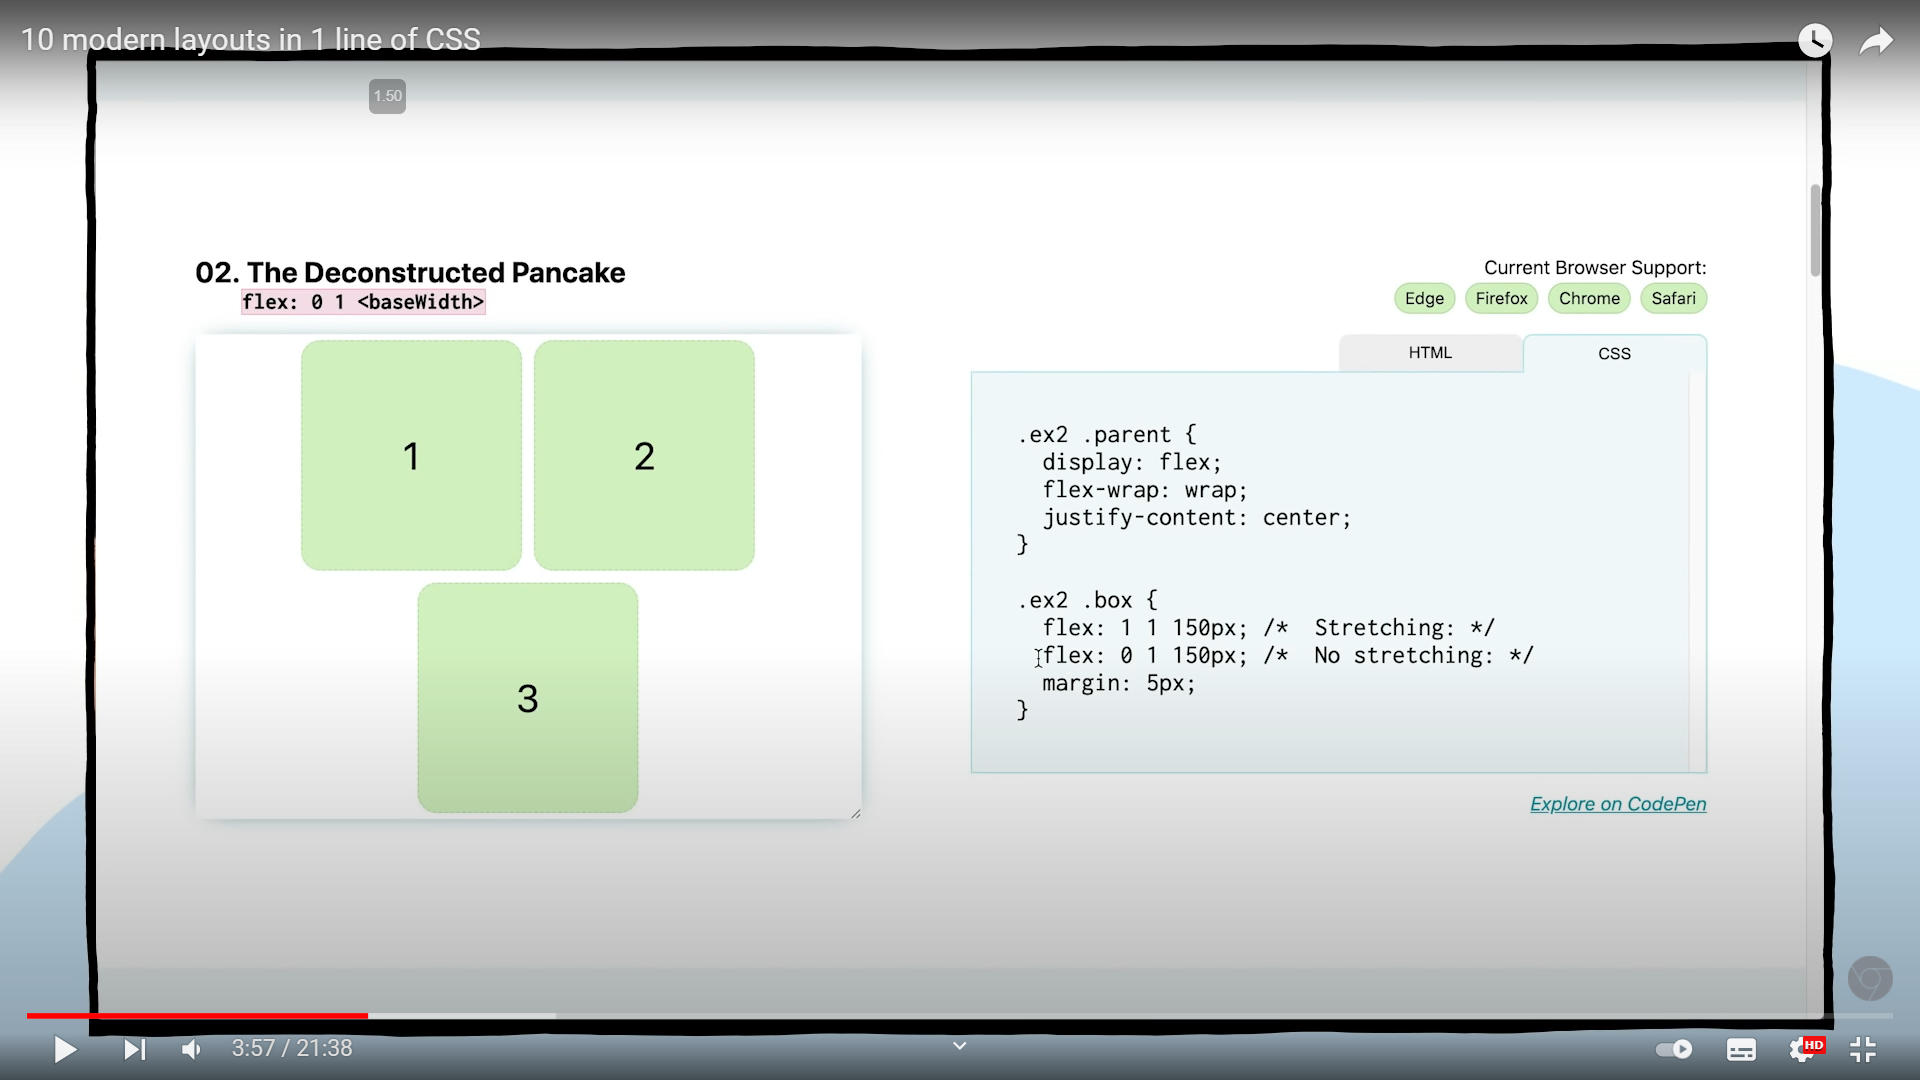 10 modern layouts in 1 line of CSS
1.50
02. The Deconstructed Pancake
flex: 0 1 <baseWidth>
Current Browser Support:
Edge Firefox Chrome Safari
1
2
3
HTML CSS
.ex2 .parent {
display: flex;
flex-wrap: wrap;
justify-content: center;
}
.ex2 .box {
flex: 1 1 150px; /*  Stretching: */
flex: 0 1 150px; /*  No stretching: */
margin: 5px;
}
Explore on CodePen
3:57 / 21:38
HD